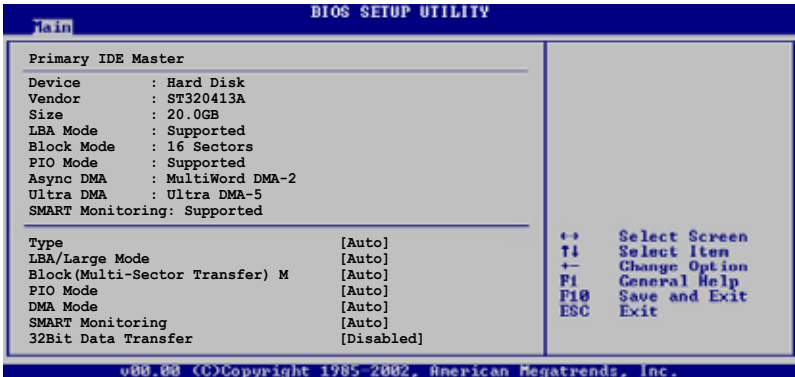 BIOS SETUP UTILITY
Main
Primary IDE Master
Device : Hard Disk
Vendor : ST320413A
Size : 20.0GB
LBA Mode : Supported
Block Mode : 16 Sectors
PIO Mode : Supported
Async DMA : MultiWord DMA-2
Ultra DMA : Ultra DMA-5
SMART Monitoring: Supported
Type [Auto]
LBA/Large Mode [Auto]
Block(Multi-Sector Transfer) M [Auto]
PIO Mode [Auto]
DMA Mode [Auto]
SMART Monitoring [Auto]
32Bit Data Transfer [Disabled]
↔ Select Screen
↑↓ Select Item
+- Change Option
F1 General Help
F10 Save and Exit
ESC Exit
v00.00 (C)Copyright 1985-2002, American Megatrends, Inc.